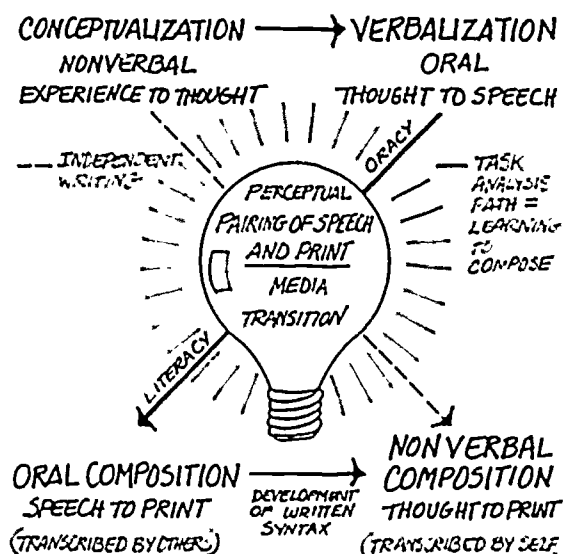 CONCEPTUALIZATION
VERBALIZATION
NONVERBAL
EXPERIENCE TO THOUGHT
ORAL
THOUGHT TO SPEECH
ORACY
INDEPENDENT
WRITING
TASK
ANALYSIS
PATH =
LEARNING
TO
COMPOSE
PERCEPTUAL
PAIRING OF SPEECH
AND PRINT
MEDIA
TRANSITION
LITERACY
ORAL COMPOSITION
SPEECH TO PRINT
(TRANSCRIBED BY OTHERS)
DEVELOPMENT
OF WRITTEN
SYNTAX
NONVERBAL
COMPOSITION
THOUGHT TO PRINT
(TRANSCRIBED BY SELF